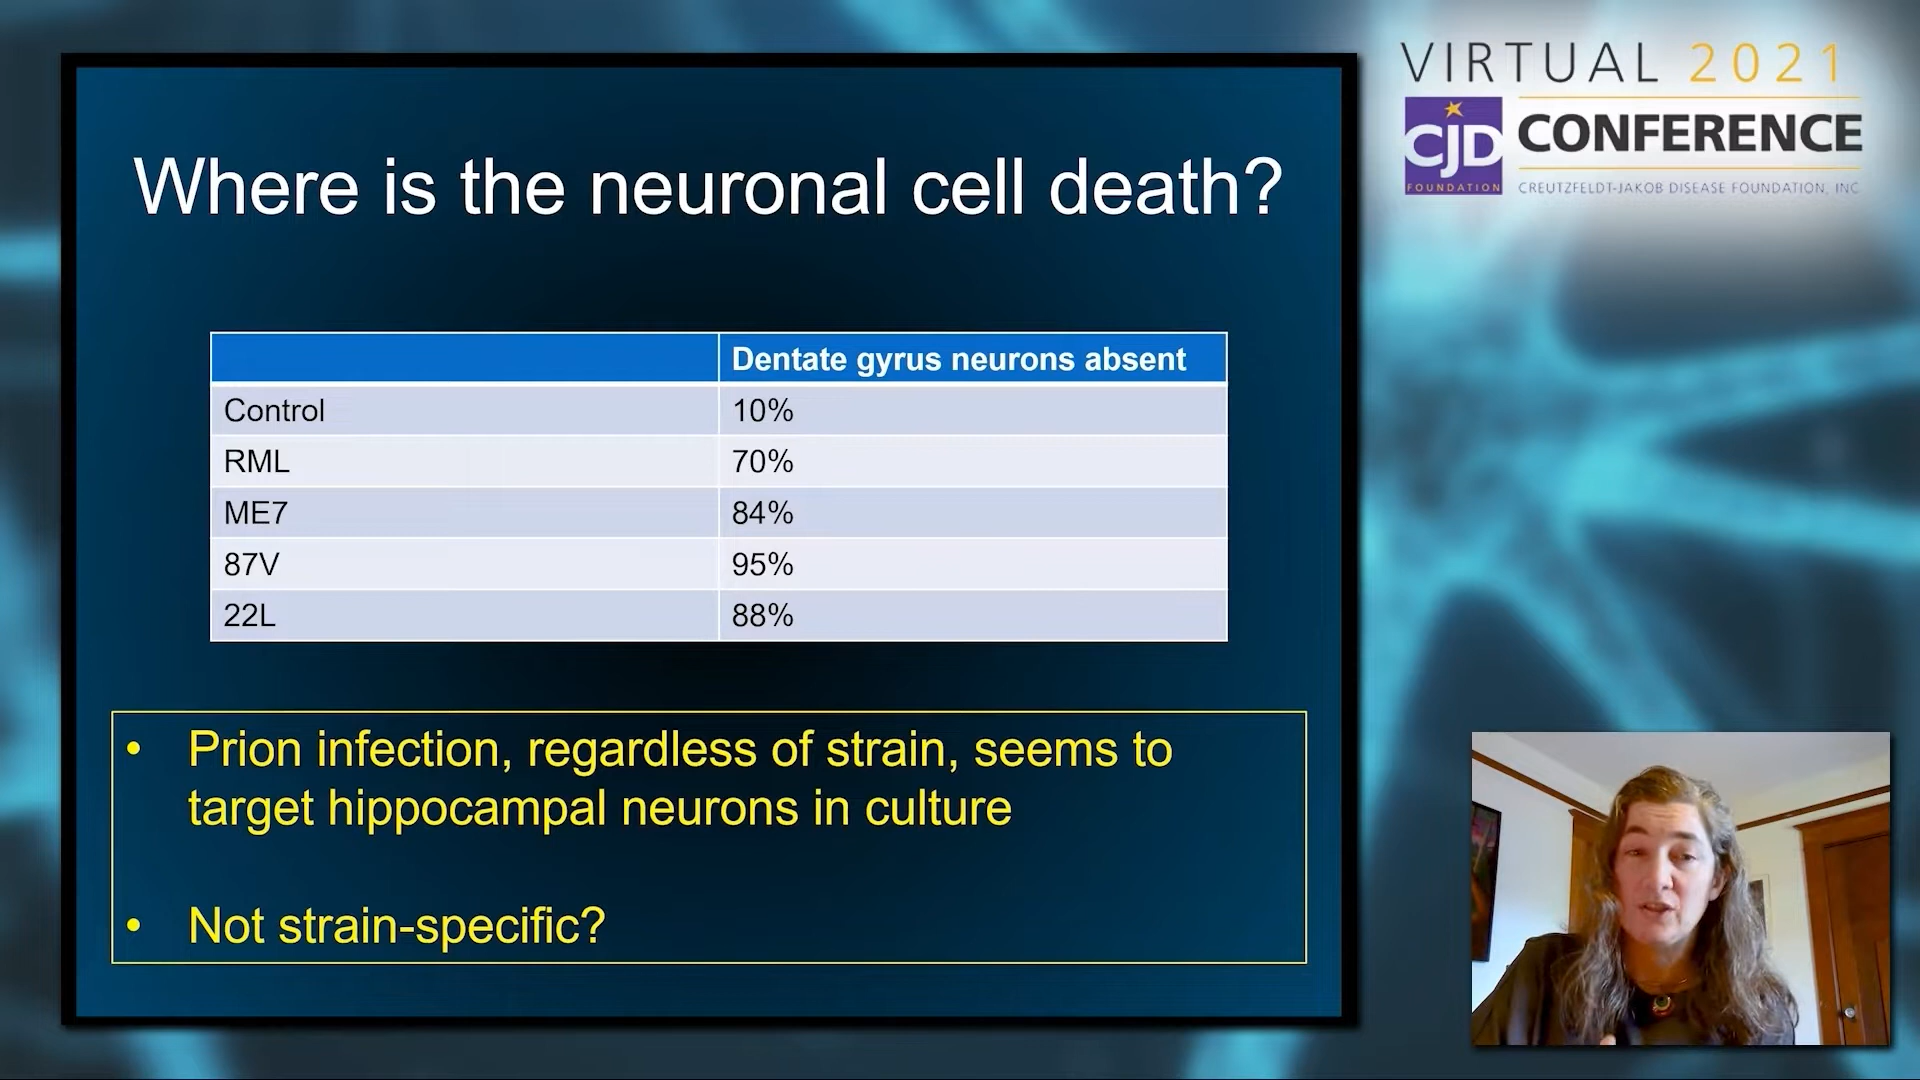 VIRTUAL 2021
CJD
FOUNDATION
CONFERENCE
CREUTZFELDT-JAKOB DISEASE FOUNDATION, INC
Where is the neuronal cell death?
Dentate gyrus neurons absent
Control 10%
RML 70%
ME7 84%
87V 95%
22L 88%
• Prion infection, regardless of strain, seems to
target hippocampal neurons in culture
• Not strain-specific?